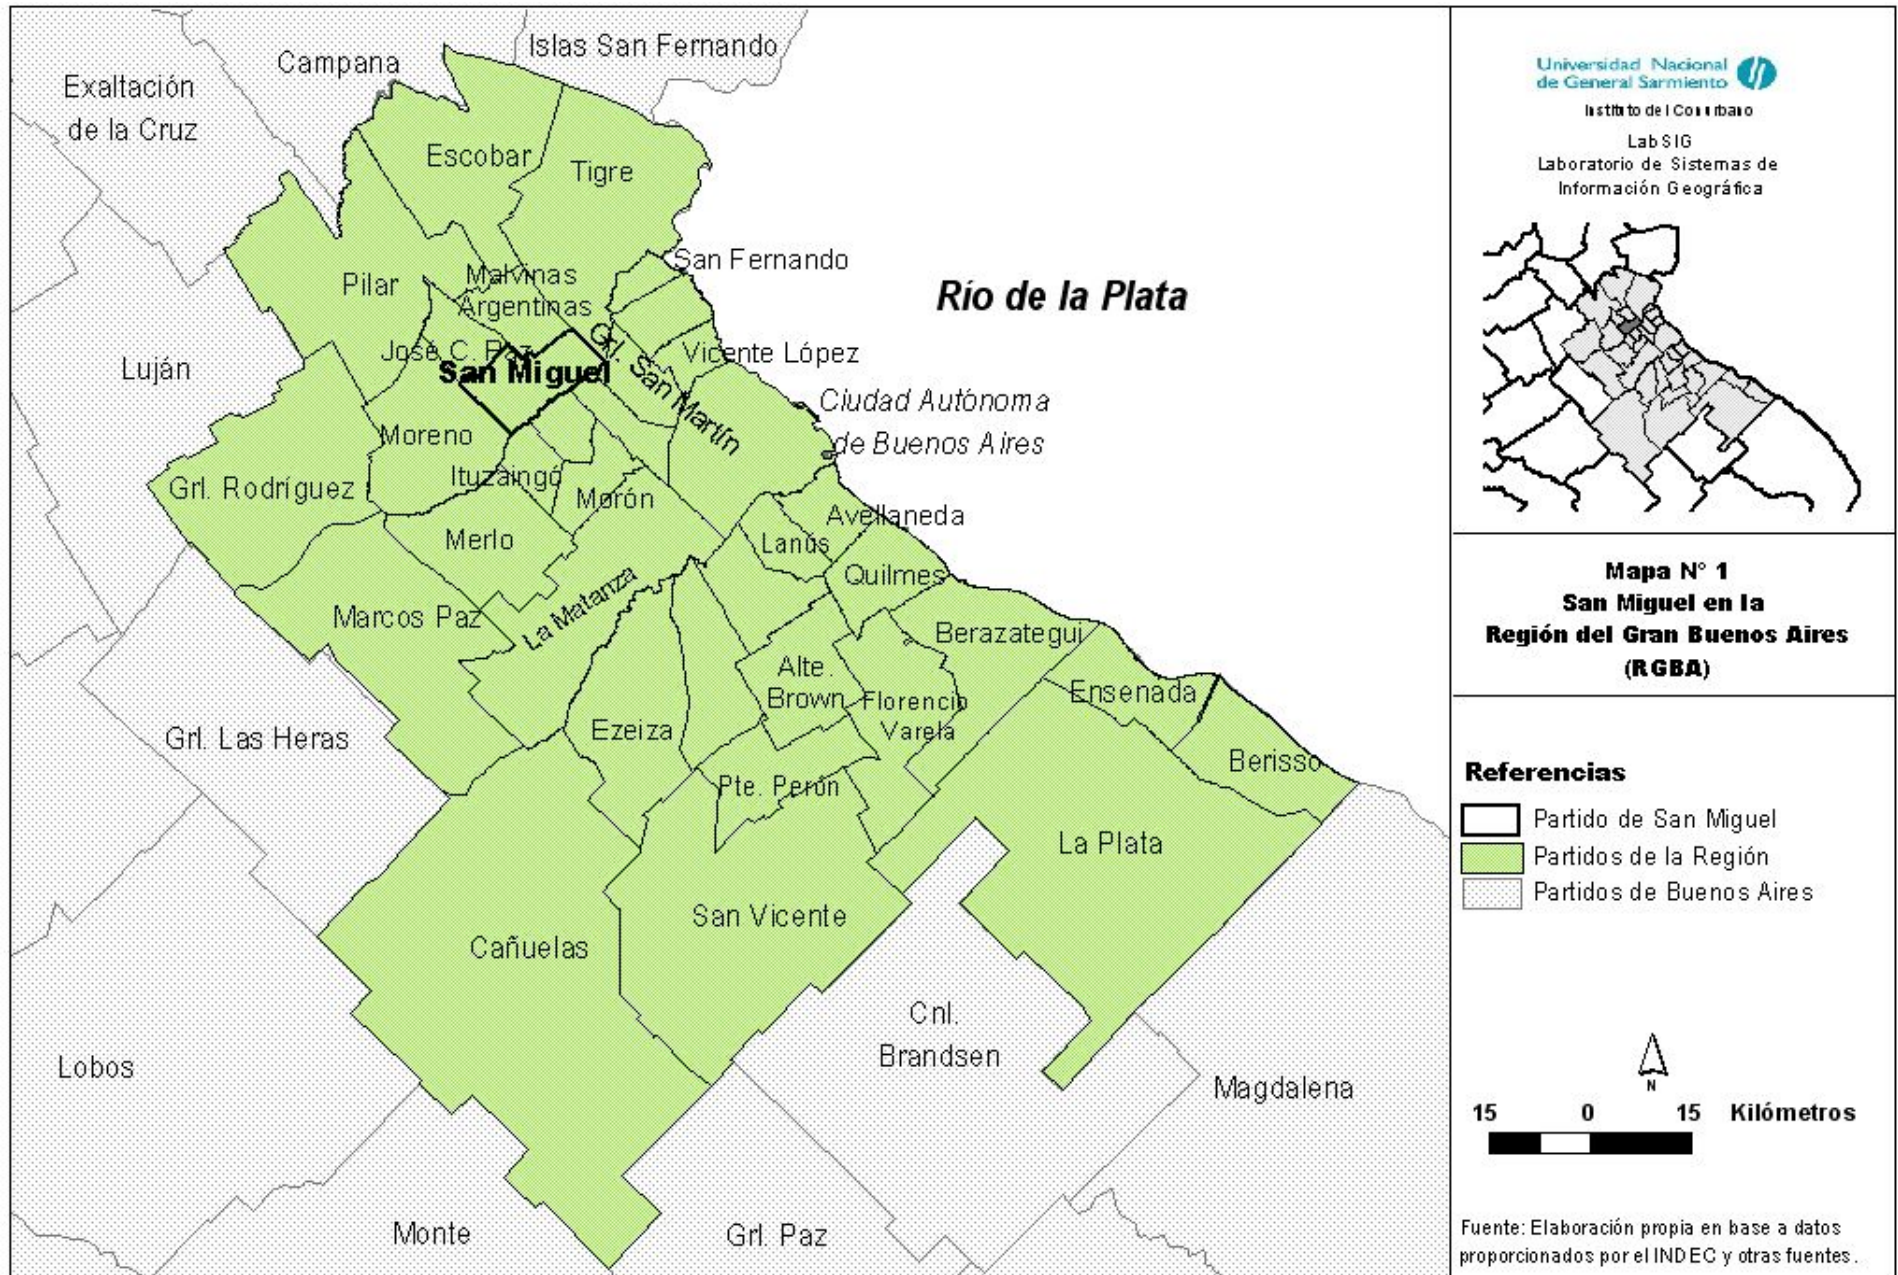 Islas San Fernando
Campana
Exaltación
de la Cruz
Escobar
Tigre
San Fernando
Malvinas
Argentinas
Pilar
Río de la Plata
Grl. San Martín
José C. Paz
Vicente López
Luján
San Miguel
Ciudad Autónoma
de Buenos Aires
Moreno
Ituzaingó
Grl. Rodríguez
Morón
Avellaneda
Merlo
Lanús
Quilmes
La Matanza
Marcos Paz
Berazategui
Alte.
Brown
Ensenada
Florencio
Varela
Ezeiza
Grl. Las Heras
Berisso
Pte. Perón
La Plata
San Vicente
Cañuelas
Cnl.
Brandsen
Lobos
Magdalena
Monte
Grl. Paz
Universidad Nacional
de General Sarmiento
Instituto del Conurbano
LabSIG
Laboratorio de Sistemas de
Información Geográfica
Mapa N° 1
San Miguel en la
Región del Gran Buenos Aires
(RGBA)
Referencias
Partido de San Miguel
Partidos de la Región
Partidos de Buenos Aires
N
15 0 15 Kilómetros
Fuente: Elaboración propia en base a datos
proporcionados por el INDEC y otras fuentes.